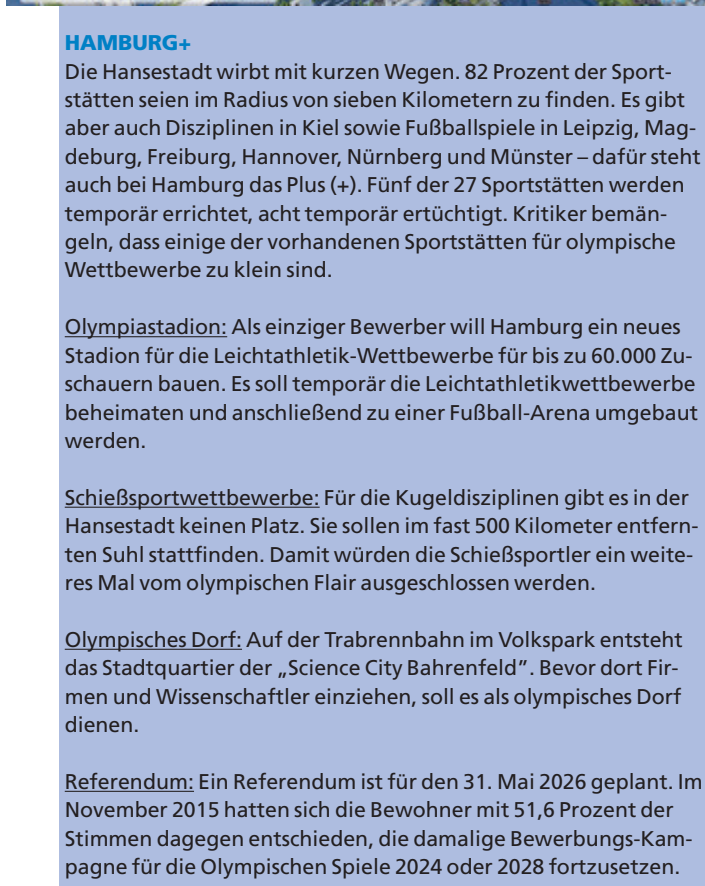 HAMBURG+
Die Hansestadt wirbt mit kurzen Wegen. 82 Prozent der Sport-
stätten seien im Radius von sieben Kilometern zu finden. Es gibt
aber auch Disziplinen in Kiel sowie Fußballspiele in Leipzig, Mag-
deburg, Freiburg, Hannover, Nürnberg und Münster – dafür steht
auch bei Hamburg das Plus (+). Fünf der 27 Sportstätten werden
temporär errichtet, acht temporär ertüchtigt. Kritiker bemän-
geln, dass einige der vorhandenen Sportstätten für olympische
Wettbewerbe zu klein sind.
Olympiastadion: Als einziger Bewerber will Hamburg ein neues
Stadion für die Leichtathletik-Wettbewerbe für bis zu 60.000 Zu-
schauern bauen. Es soll temporär die Leichtathletikwettbewerbe
beheimaten und anschließend zu einer Fußball-Arena umgebaut
werden.
Schießsportwettbewerbe: Für die Kugeldisziplinen gibt es in der
Hansestadt keinen Platz. Sie sollen im fast 500 Kilometer entfern-
ten Suhl stattfinden. Damit würden die Schießsportler ein weite-
res Mal vom olympischen Flair ausgeschlossen werden.
Olympisches Dorf: Auf der Trabrennbahn im Volkspark entsteht
das Stadtquartier der „Science City Bahrenfeld”. Bevor dort Fir-
men und Wissenschaftler einziehen, soll es als olympisches Dorf
dienen.
Referendum: Ein Referendum ist für den 31. Mai 2026 geplant. Im
November 2015 hatten sich die Bewohner mit 51,6 Prozent der
Stimmen dagegen entschieden, die damalige Bewerbungs-Kam-
pagne für die Olympischen Spiele 2024 oder 2028 fortzusetzen.